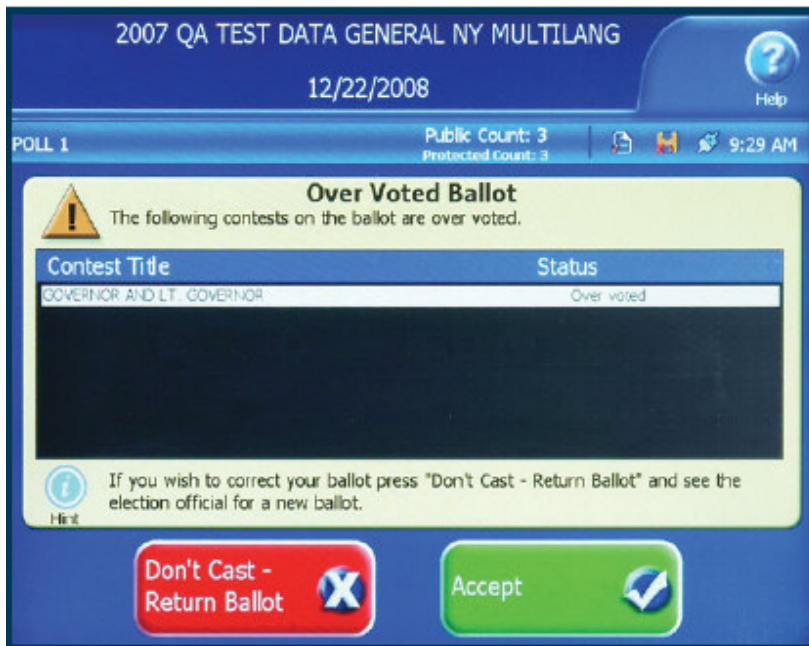 2007 QA TEST DATA GENERAL NY MULTILANG
12/22/2008
Help
POLL 1
Public Count: 3
Protected Count: 3
9:29 AM
Over Voted Ballot
The following contests on the ballot are over voted.
Contest Title Status
GOVERNOR AND LT. GOVERNOR Over voted
If you wish to correct your ballot press "Don't Cast - Return Ballot" and see the
election official for a new ballot.
Hint
Don't Cast -
Return Ballot
Accept